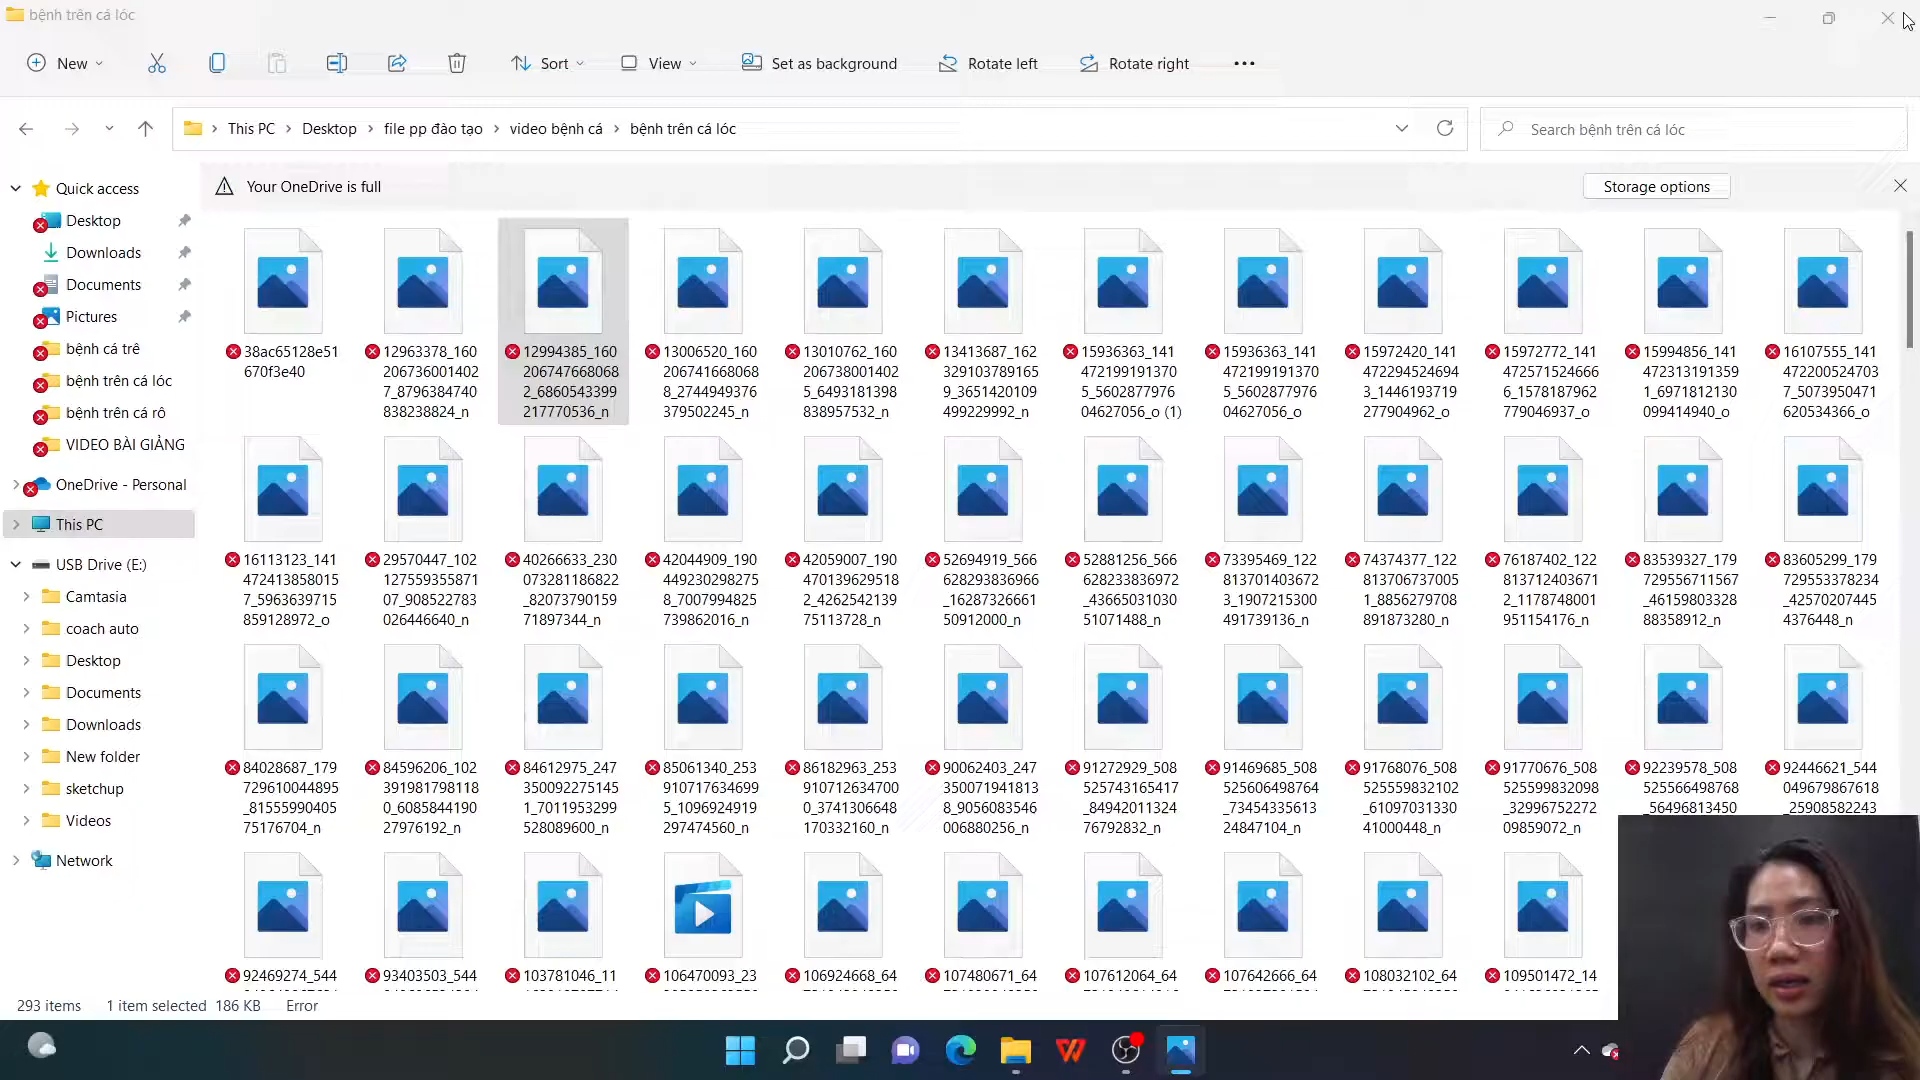 bệnh trên cá lóc
New
Sort
View
Set as background
Rotate left
Rotate right
This PC
Desktop
file pp đào tạo
video bệnh cá
bệnh trên cá lóc
Search bệnh trên cá lóc
Your OneDrive is full
Storage options
Quick access
Desktop
Downloads
Documents
Pictures
bệnh cá trê
bệnh trên cá lóc
bệnh trên cá rô
VIDEO BÀI GIẢNG
OneDrive - Personal
This PC
USB Drive (E:)
Camtasia
coach auto
Desktop
Documents
Downloads
New folder
sketchup
Videos
Network
38ac65128e51
670f3e40
12963378_160
206736001402
7_8796384740
838238824_n
12994385_160
206747668068
2_6860543399
217770536_n
13006520_160
206741668068
8_2744949376
379502245_n
13010762_160
206738001402
5_6493181398
838957532_n
13413687_162
329103789165
9_3651420109
499229992_n
15936363_141
472199191370
5_5602877976
04627056_o (1)
15936363_141
472199191370
5_5602877976
04627056_o
15972420_141
472294524694
3_1446193719
277904962_o
15972772_141
472571524666
6_1578187962
779046937_o
15994856_141
472313191359
1_6971812130
099414940_o
16107555_141
472200524703
7_5073950471
620534366_o
16113123_141
472413858015
7_5963639715
859128972_o
29570447_102
127559355871
07_908522783
026446640_n
40266633_230
073281186822
_82073790159
71897344_n
42044909_190
449230298275
8_7007994825
739862016_n
42059007_190
470139629518
2_4262542139
75113728_n
52694919_566
628293836966
_16287326661
50912000_n
52881256_566
628233836972
_43665031030
51071488_n
73395469_122
813701403672
3_1907215300
491739136_n
74374377_122
813706737005
1_8856279708
891873280_n
76187402_122
813712403671
2_1178748001
951154176_n
83539327_179
729556711567
_46159803328
88358912_n
83605299_179
729553378234
_42570207445
4376448_n
84028687_179
729610044895
_81555990405
75176704_n
84596206_102
391981798118
0_6085844190
27976192_n
84612975_247
350092275145
1_7011953299
528089600_n
85061340_253
910717634699
5_1096924919
297474560_n
86182963_253
910712634700
0_3741306648
170332160_n
90062403_247
350071941813
8_9056083546
006880256_n
91272929_508
525743165417
_84942011324
76792832_n
91469685_508
525606498764
_73454335613
24847104_n
91768076_508
525559832102
_61097031330
41000448_n
91770676_508
525599832098
_32996752272
09859072_n
92239578_508
525566498768
_56496813450
92446621_544
049679867618
_25908582243
92469274_544
93403503_544
103781046_11
106470093_23
106924668_64
107480671_64
107612064_64
107642666_64
108032102_64
109501472_14
293 items
1 item selected
186 KB
Error